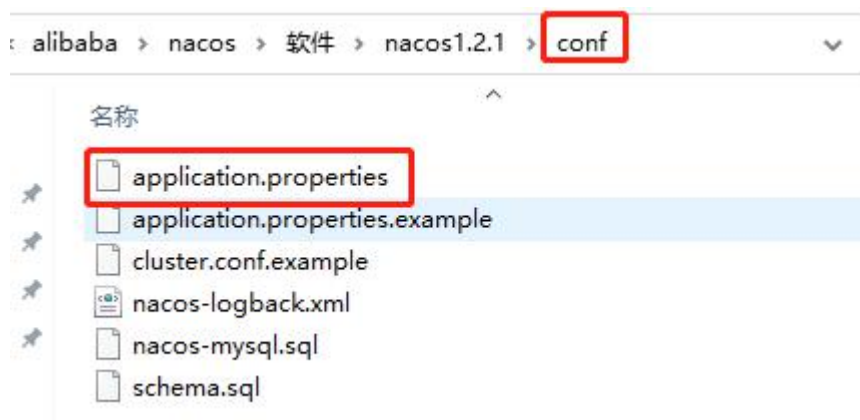 alibaba > nacos > 软件 > nacos1.2.1 > conf
名称
application.properties
application.properties.example
cluster.conf.example
nacos-logback.xml
nacos-mysql.sql
schema.sql